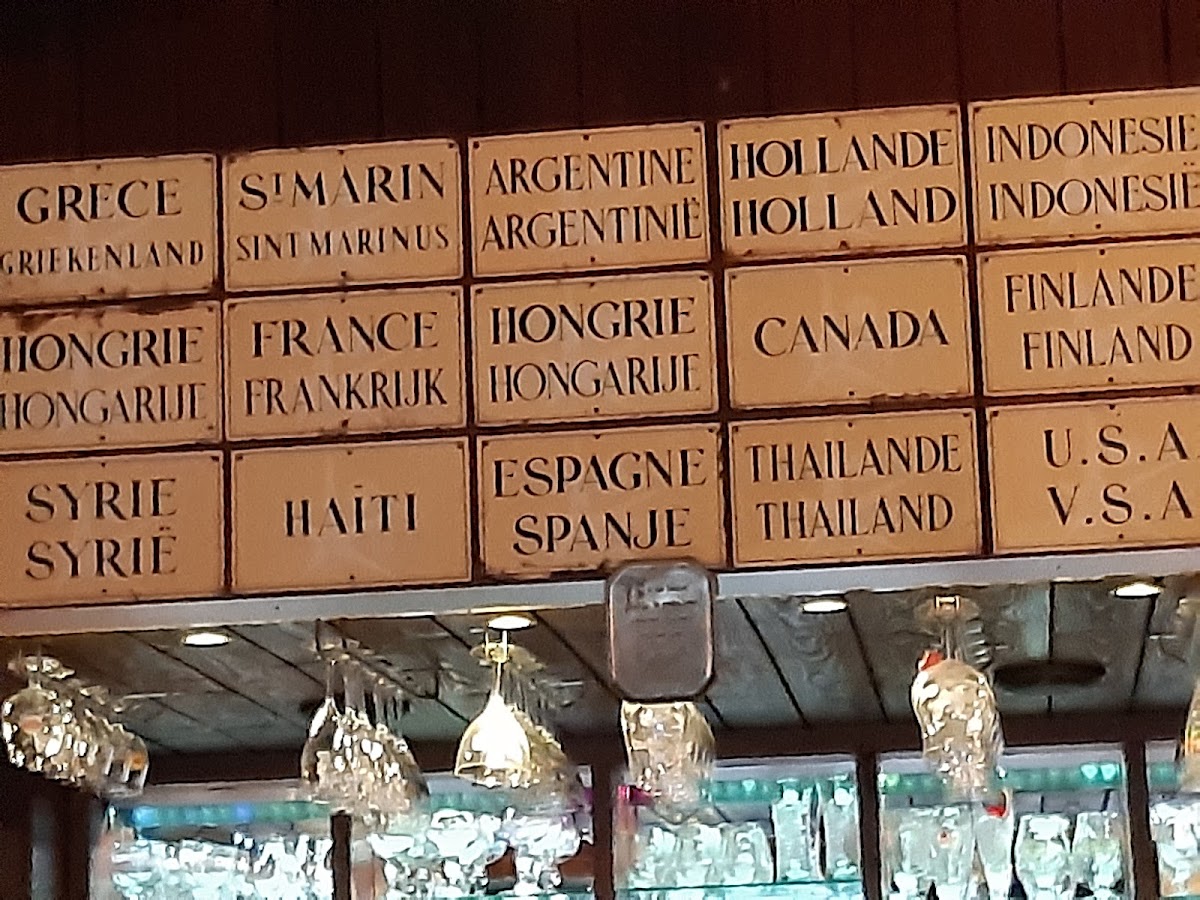 GRECE
GRIEKENLAND
ST MARIN
SINT MARINUS
ARGENTINE
ARGENTINIË
HOLLANDE
HOLLAND
INDONESIE
INDONESIË
HONGRIE
HONGARIJE
FRANCE
FRANKRIJK
HONGRIE
HONGARIJE
CANADA
FINLANDE
FINLAND
SYRIE
SYRIË
HAÏTI
ESPAGNE
SPANJE
THAILANDE
THAILAND
U.S.A.
V.S.A